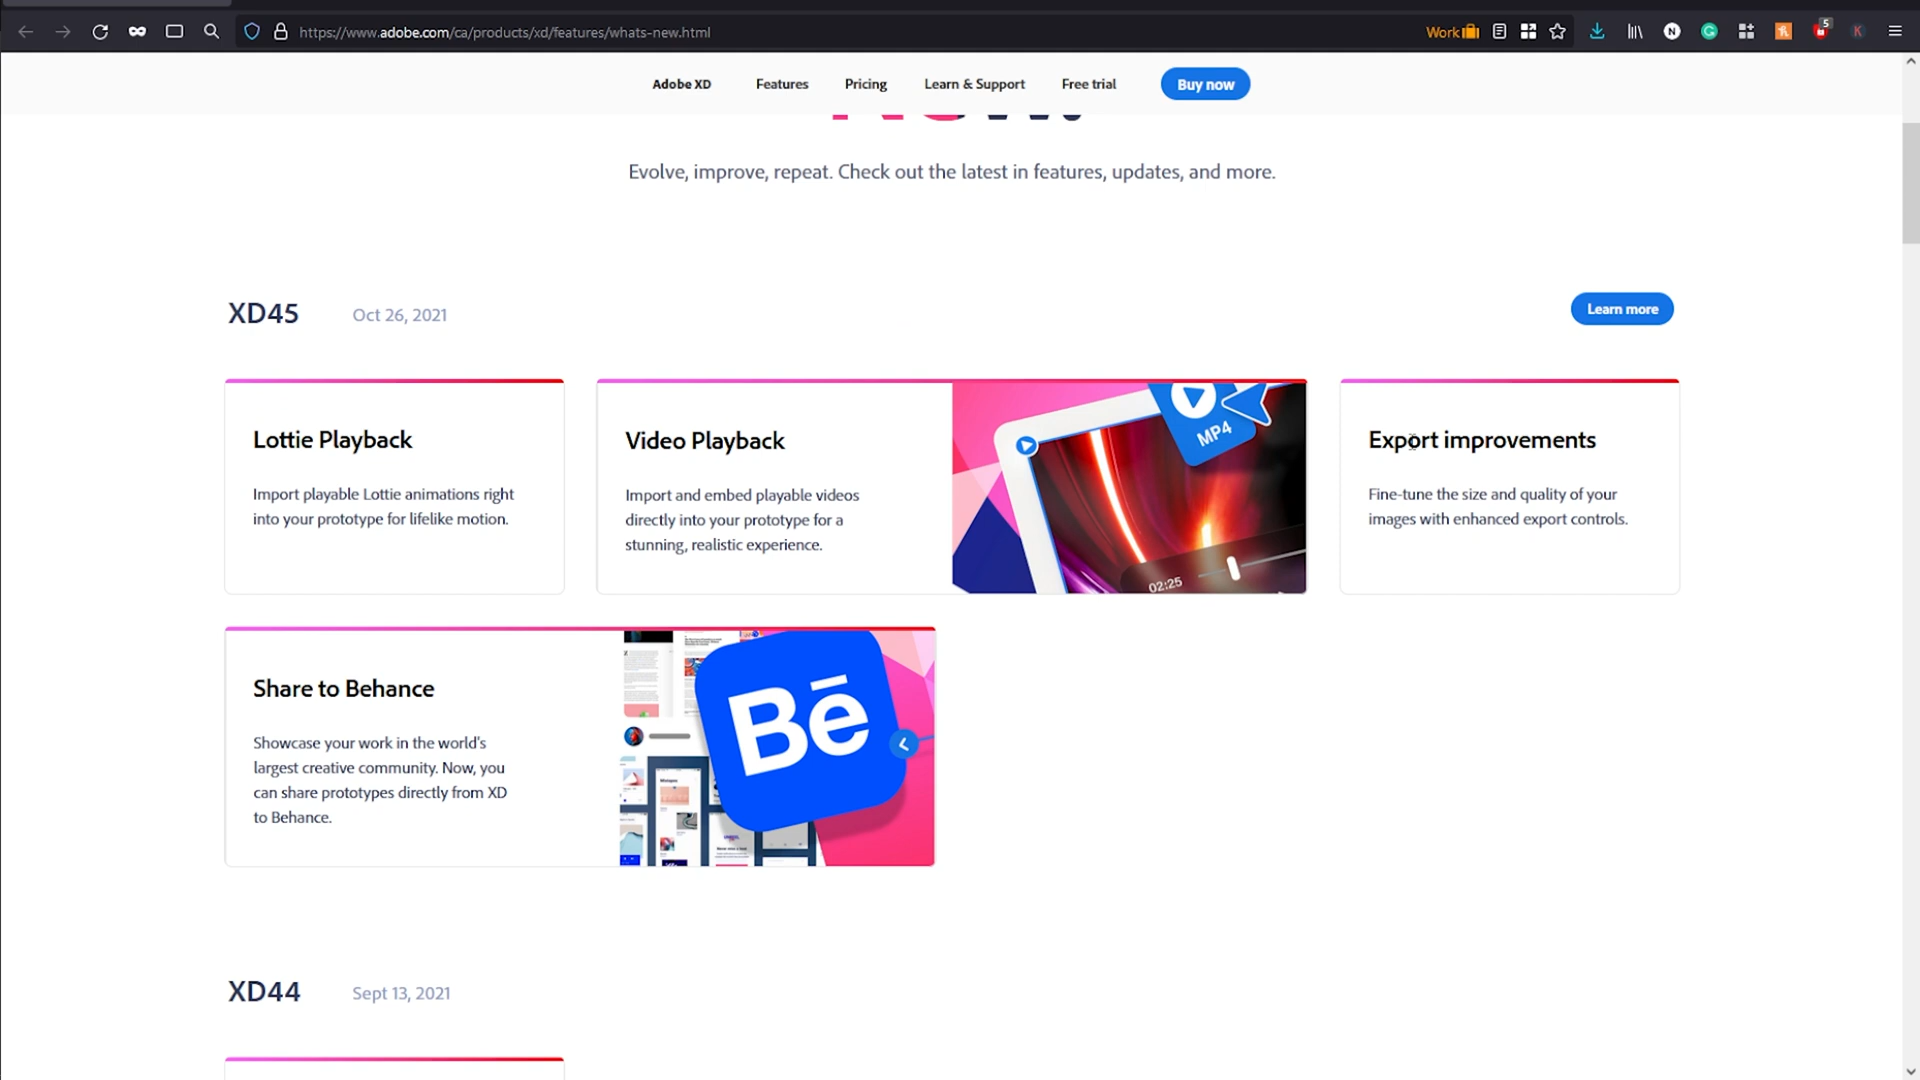 https://www.adobe.com/ca/products/xd/features/whats-new.html
Work
5
Adobe XD
Features
Pricing
Learn & Support
Free trial
Buy now
Evolve, improve, repeat. Check out the latest in features, updates, and more.
XD45
Oct 26, 2021
Learn more
Lottie Playback
Import playable Lottie animations right
into your prototype for lifelike motion.
Video Playback
Import and embed playable videos
directly into your prototype for a
stunning, realistic experience.
MP4
02:25
Export improvements
Fine-tune the size and quality of your
images with enhanced export controls.
Share to Behance
Showcase your work in the world's
largest creative community. Now, you
can share prototypes directly from XD
to Behance.
Bē
XD44
Sept 13, 2021